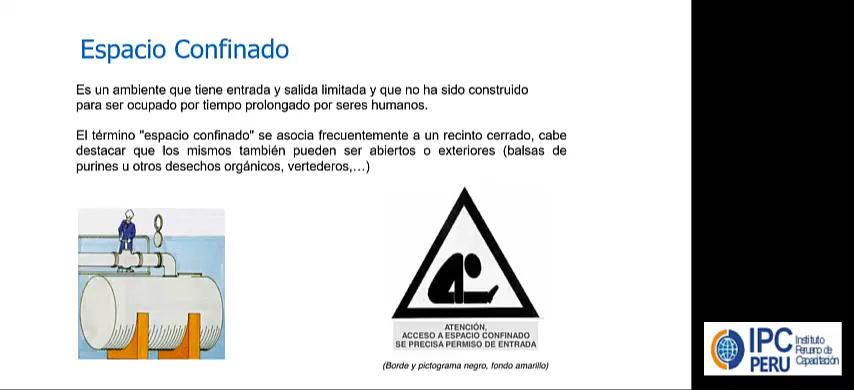 Espacio Confinado
Es un ambiente que tiene entrada y salida limitada y que no ha sido construido
para ser ocupado por tiempo prolongado por seres humanos.
El término "espacio confinado" se asocia frecuentemente a un recinto cerrado, cabe
destacar que los mismos también pueden ser abiertos o exteriores (balsas de
purines u otros desechos orgánicos, vertederos,...)
ATENCIÓN,
ACCESO A ESPACIO CONFINADO
SE PRECISA PERMISO DE ENTRADA
(Borde y pictograma negro, fondo amarillo)
IPC
PERU
Instituto
Peruano de
Capacitación